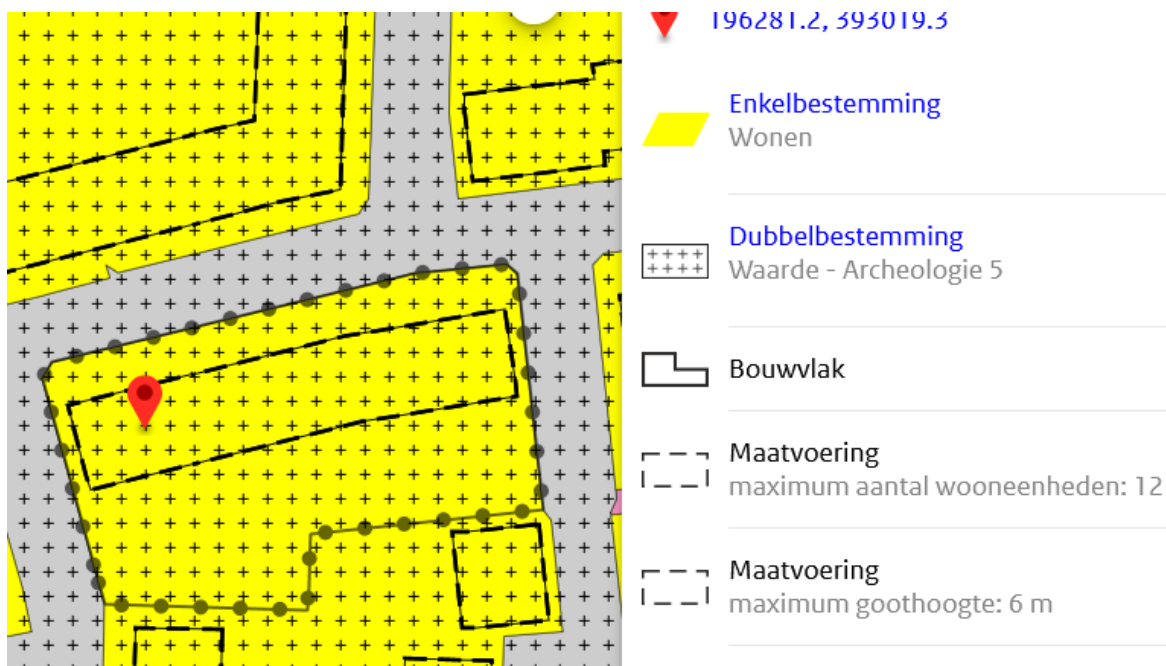 196281.2, 393019.3
Enkelbestemming
Wonen
Dubbelbestemming
Waarde - Archeologie 5
Bouwvlak
Maatvoering
maximum aantal wooneenheden: 12
Maatvoering
maximum goothoogte: 6 m